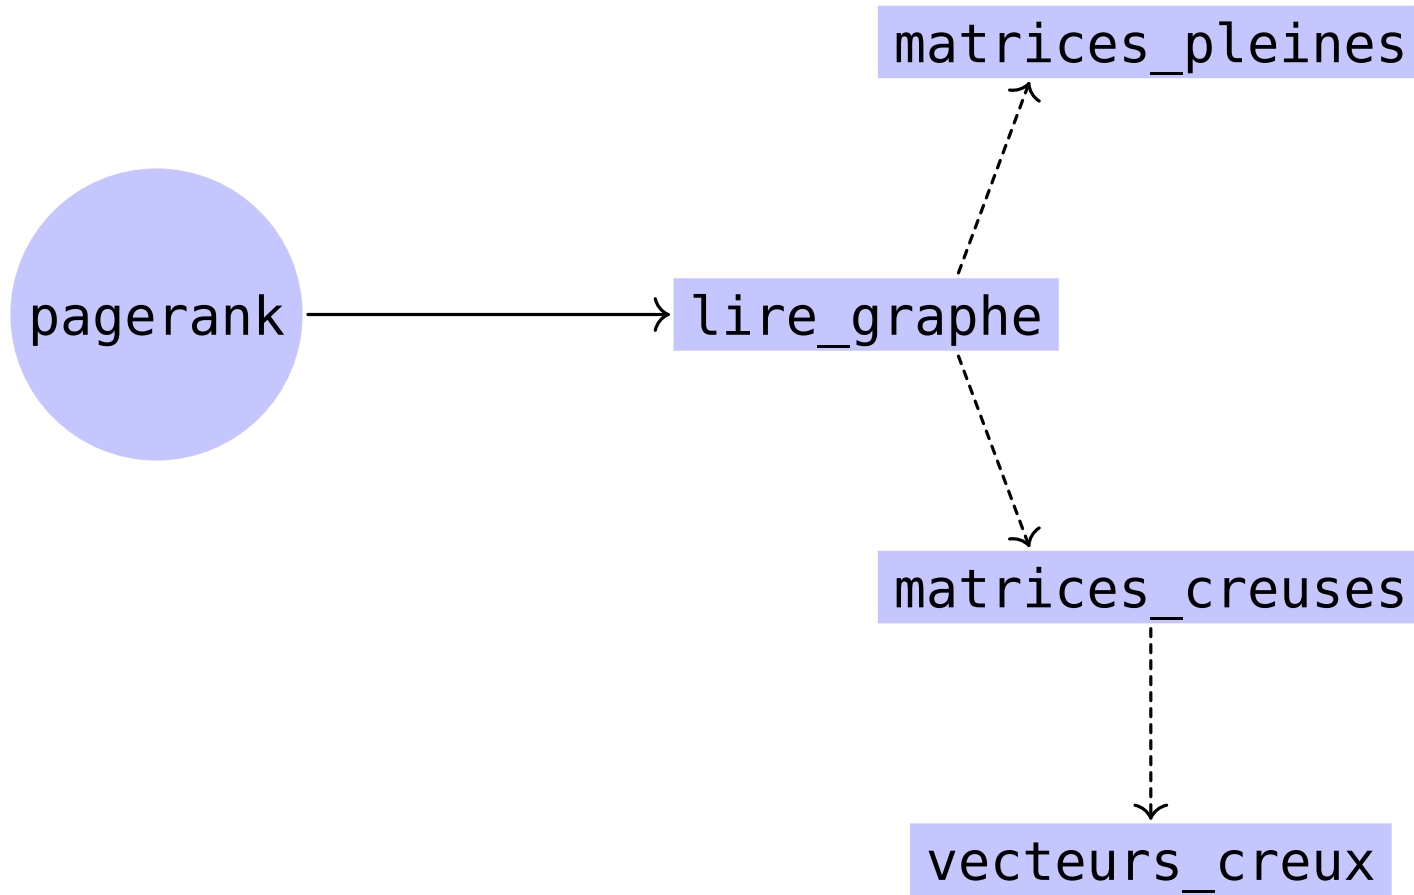 matrices_pleines
pagerank
lire_graphe
matrices_creuses
vecteurs_creux